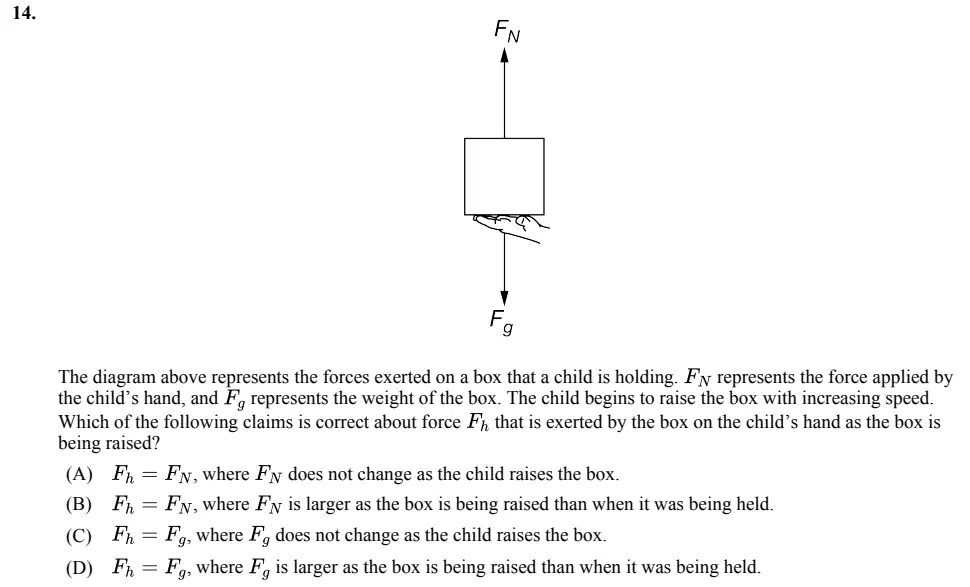 14.
F_N
F_g
The diagram above represents the forces exerted on a box that a child is holding. F_N represents the force applied by
the child's hand, and F_g represents the weight of the box. The child begins to raise the box with increasing speed.
Which of the following claims is correct about force F_h that is exerted by the box on the child's hand as the box is
being raised?
(A) F_h = F_N, where F_N does not change as the child raises the box.
(B) F_h = F_N, where F_N is larger as the box is being raised than when it was being held.
(C) F_h = F_g, where F_g does not change as the child raises the box.
(D) F_h = F_g, where F_g is larger as the box is being raised than when it was being held.